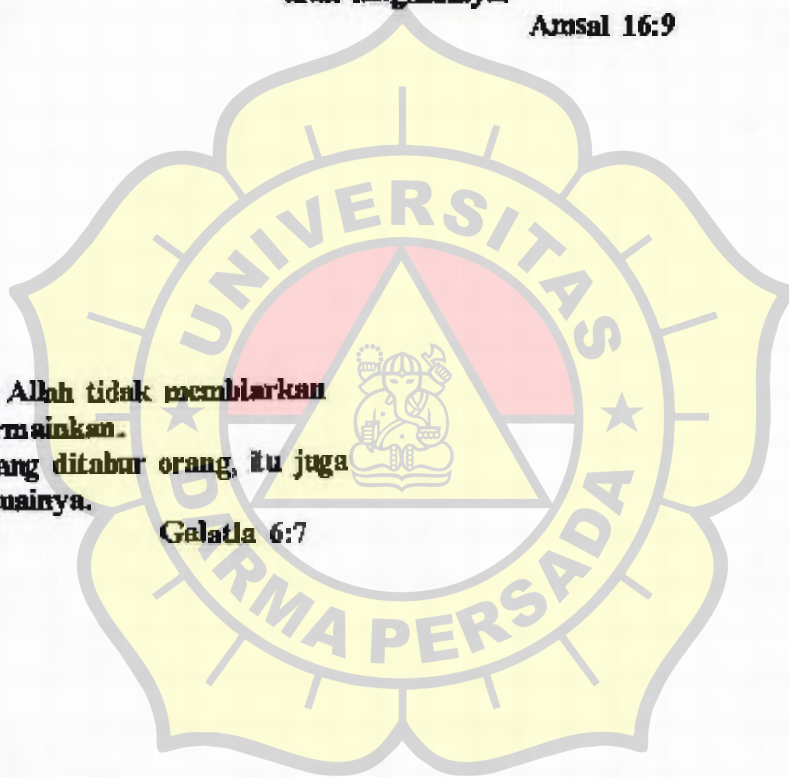 Amsal 16:9
UNIVERSITAS
Allah tidak membiarkan
rmainkan.
ang ditabur orang, itu juga
uainya.
Galatia 6:7
DARMA PERSADA